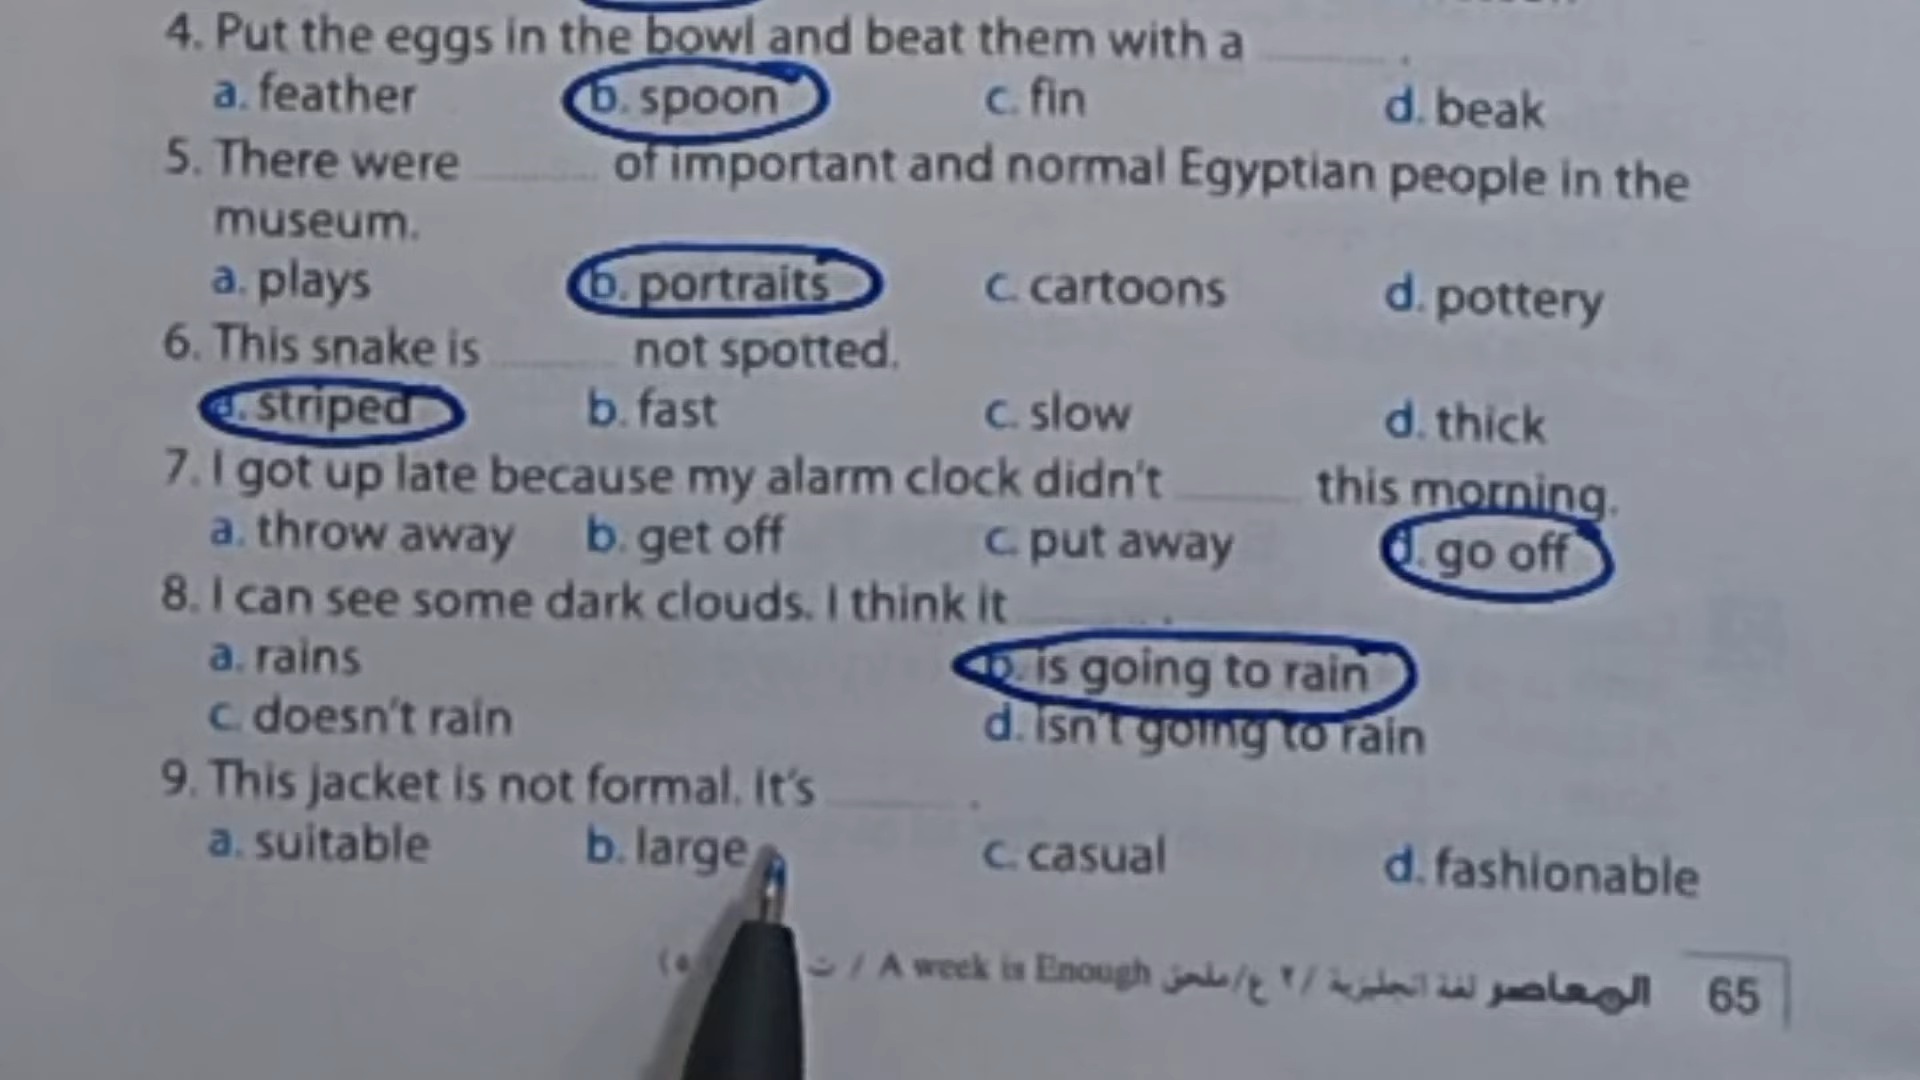 4. Put the eggs in the bowl and beat them with a ........ .
a. feather b. spoon c. fin d. beak
5. There were ........ of important and normal Egyptian people in the
museum.
a. plays b. portraits c. cartoons d. pottery
6. This snake is ........ not spotted.
a. striped b. fast c. slow d. thick
7. I got up late because my alarm clock didn't ........ this morning.
a. throw away b. get off c. put away d. go off
8. I can see some dark clouds. I think it ........ .
a. rains b. is going to rain
c. doesn't rain d. isn't going to rain
9. This jacket is not formal. It's ........ .
a. suitable b. large c. casual d. fashionable
المعاصر لغة انجليزية / ٢ ع / ملحق A week is Enough / ت 65